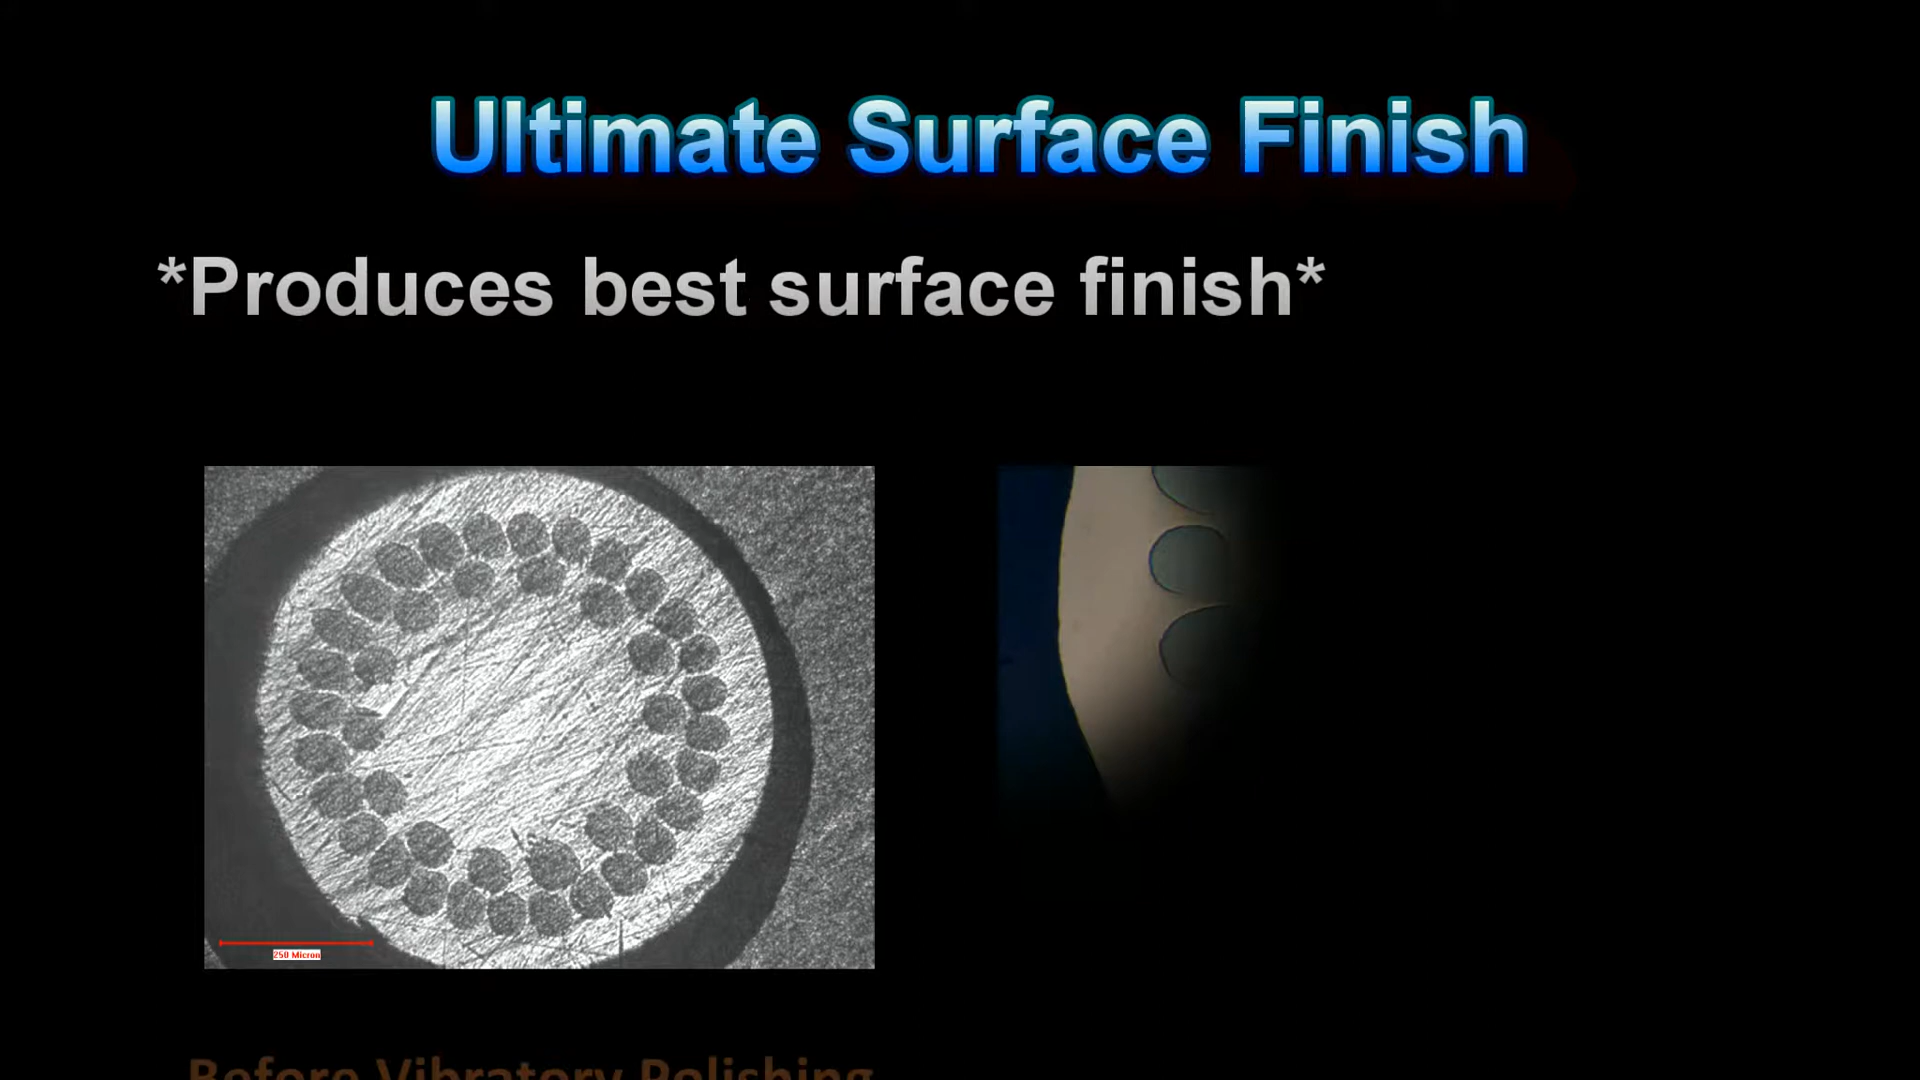 Ultimate Surface Finish
*Produces best surface finish*
250 Micron
Before Vibratory Polishing